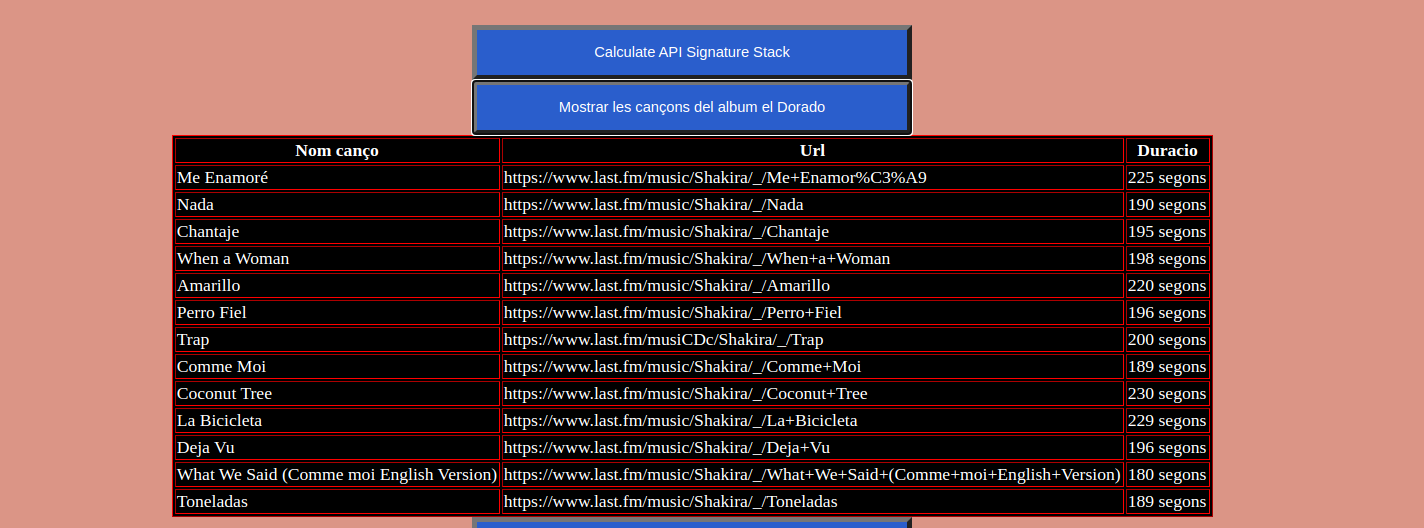 Calculate API Signature Stack
Mostrar les cançons del album el Dorado
Nom canço Url Duracio
Me Enamoré https://www.last.fm/music/Shakira/_/Me+Enamor%C3%A9 225 segons
Nada https://www.last.fm/music/Shakira/_/Nada 190 segons
Chantaje https://www.last.fm/music/Shakira/_/Chantaje 195 segons
When a Woman https://www.last.fm/music/Shakira/_/When+a+Woman 198 segons
Amarillo https://www.last.fm/music/Shakira/_/Amarillo 220 segons
Perro Fiel https://www.last.fm/music/Shakira/_/Perro+Fiel 196 segons
Trap https://www.last.fm/musiCDc/Shakira/_/Trap 200 segons
Comme Moi https://www.last.fm/music/Shakira/_/Comme+Moi 189 segons
Coconut Tree https://www.last.fm/music/Shakira/_/Coconut+Tree 230 segons
La Bicicleta https://www.last.fm/music/Shakira/_/La+Bicicleta 229 segons
Deja Vu https://www.last.fm/music/Shakira/_/Deja+Vu 196 segons
What We Said (Comme moi English Version) https://www.last.fm/music/Shakira/_/What+We+Said+(Comme+moi+English+Version) 180 segons
Toneladas https://www.last.fm/music/Shakira/_/Toneladas 189 segons